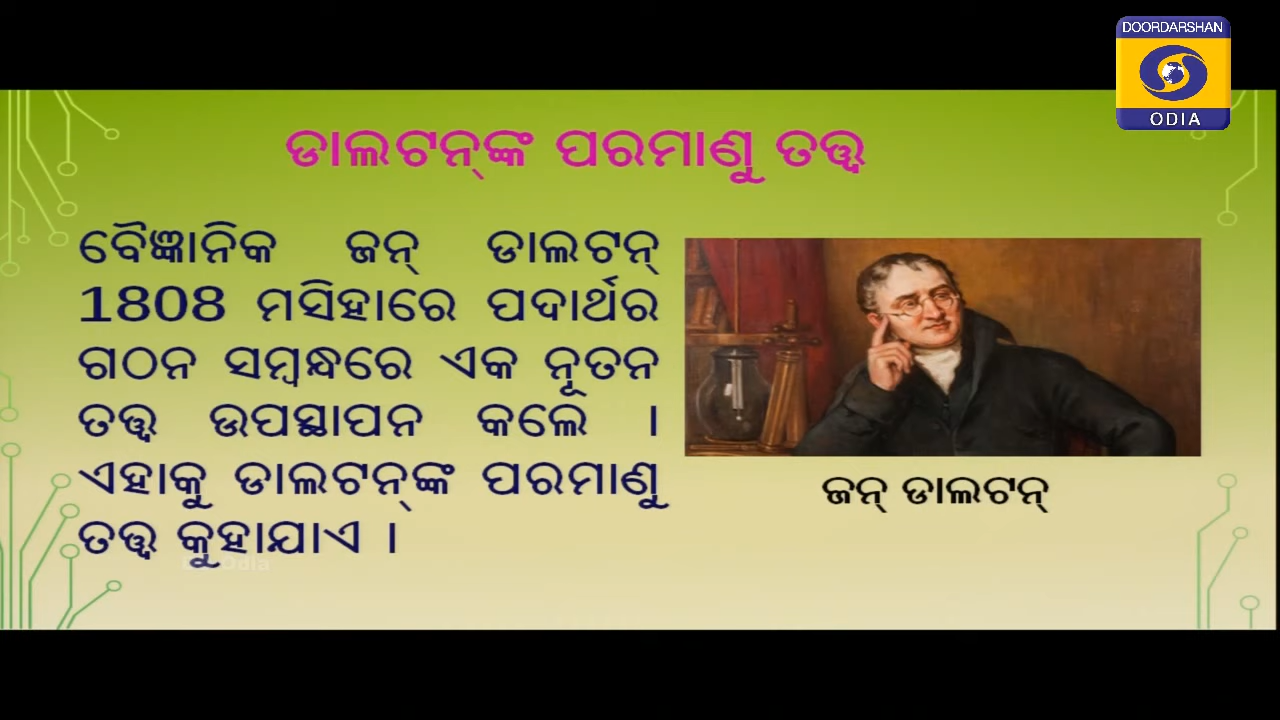 DOORDARSHAN
ODIA
ଡାଲଟନ୍‌ଙ୍କ ପରମାଣୁ ତତ୍ତ୍ୱ
ବୈଜ୍ଞାନିକ ଜନ୍ ଡାଲଟନ୍
1808 ମସିହାରେ ପଦାର୍ଥର
ଗଠନ ସମ୍ବନ୍ଧରେ ଏକ ନୂତନ
ତତ୍ତ୍ୱ ଉପସ୍ଥାପନ କଲେ ।
ଏହାକୁ ଡାଲଟନ୍‌ଙ୍କ ପରମାଣୁ
ତତ୍ତ୍ୱ କୁହାଯାଏ ।
ଜନ୍ ଡାଲଟନ୍
Odia